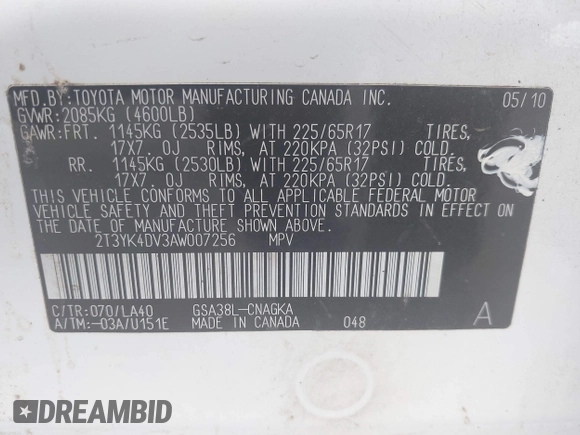 MFD.BY:TOYOTA MOTOR MANUFACTURING CANADA INC. 05/10
GVWR: 2085KG (4600LB)
GAWR:FRT. 1145KG (2535LB) WITH 225/65R17 TIRES,
17X7.0J RIMS, AT 220KPA (32PSI) COLD.
RR. 1145KG (2530LB) WITH 225/65R17 TIRES,
17X7.0J RIMS, AT 220KPA (32PSI) COLD.
THIS VEHICLE CONFORMS TO ALL APPLICABLE FEDERAL MOTOR
VEHICLE SAFETY AND THEFT PREVENTION STANDARDS IN EFFECT ON
THE DATE OF MANUFACTURE SHOWN ABOVE.
2T3YK4DV3AW007256 MPV
C/TR:070/LA40 GSA38L-CNAGKA A
A/TM:-03A/U151E MADE IN CANADA 048
DREAMBID